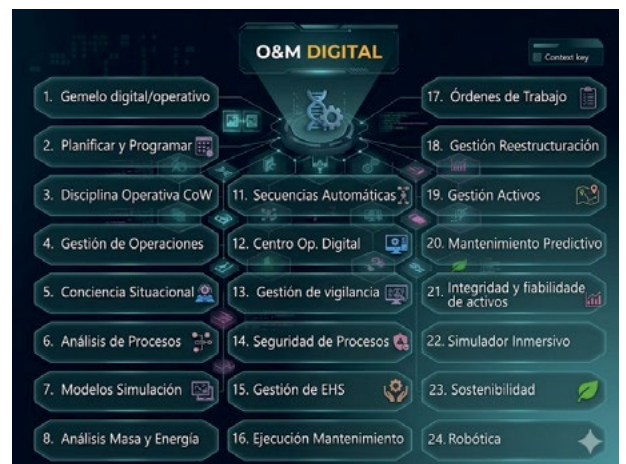 O&M DIGITAL
Context key
1. Gemelo digital/operativo
2. Planificar y Programar
3. Disciplina Operativa CoW
4. Gestión de Operaciones
5. Conciencia Situacional
6. Análisis de Procesos
7. Modelos Simulación
8. Análisis Masa y Energía
11. Secuencias Automáticas
12. Centro Op. Digital
13. Gestión de vigilancia
14. Seguridad de Procesos
15. Gestión de EHS
16. Ejecución Mantenimiento
17. Órdenes de Trabajo
18. Gestión Reestructuración
19. Gestión Activos
20. Mantenimiento Predictivo
21. Integridad y fiabilidade
de activos
22. Simulador Inmersivo
23. Sostenibilidad
24. Robótica